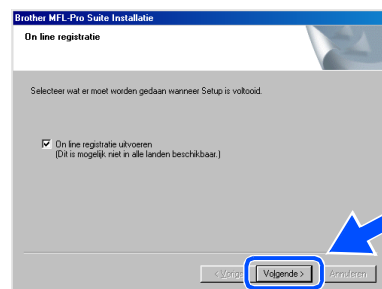 Brother MFL-Pro Suite Installatie
On line registratie
Selecteer wat er moet worden gedaan wanneer Setup is voltooid.
On line registratie uitvoeren
(Dit is mogelijk niet in alle landen beschikbaar.)
< Vorige
Volgende >
Annuleren